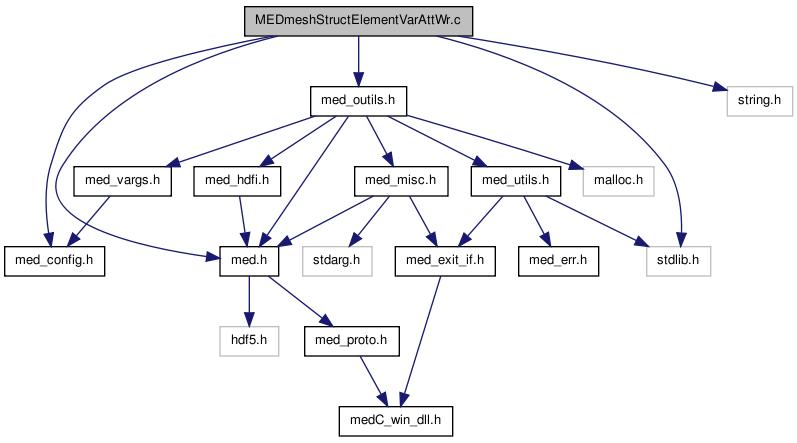 MEDmeshStructElementVarAttWr.c
med_outils.h
string.h
med_vargs.h
med_hdfi.h
med_misc.h
med_utils.h
malloc.h
med_config.h
med.h
stdarg.h
med_exit_if.h
med_err.h
stdlib.h
hdf5.h
med_proto.h
medC_win_dll.h